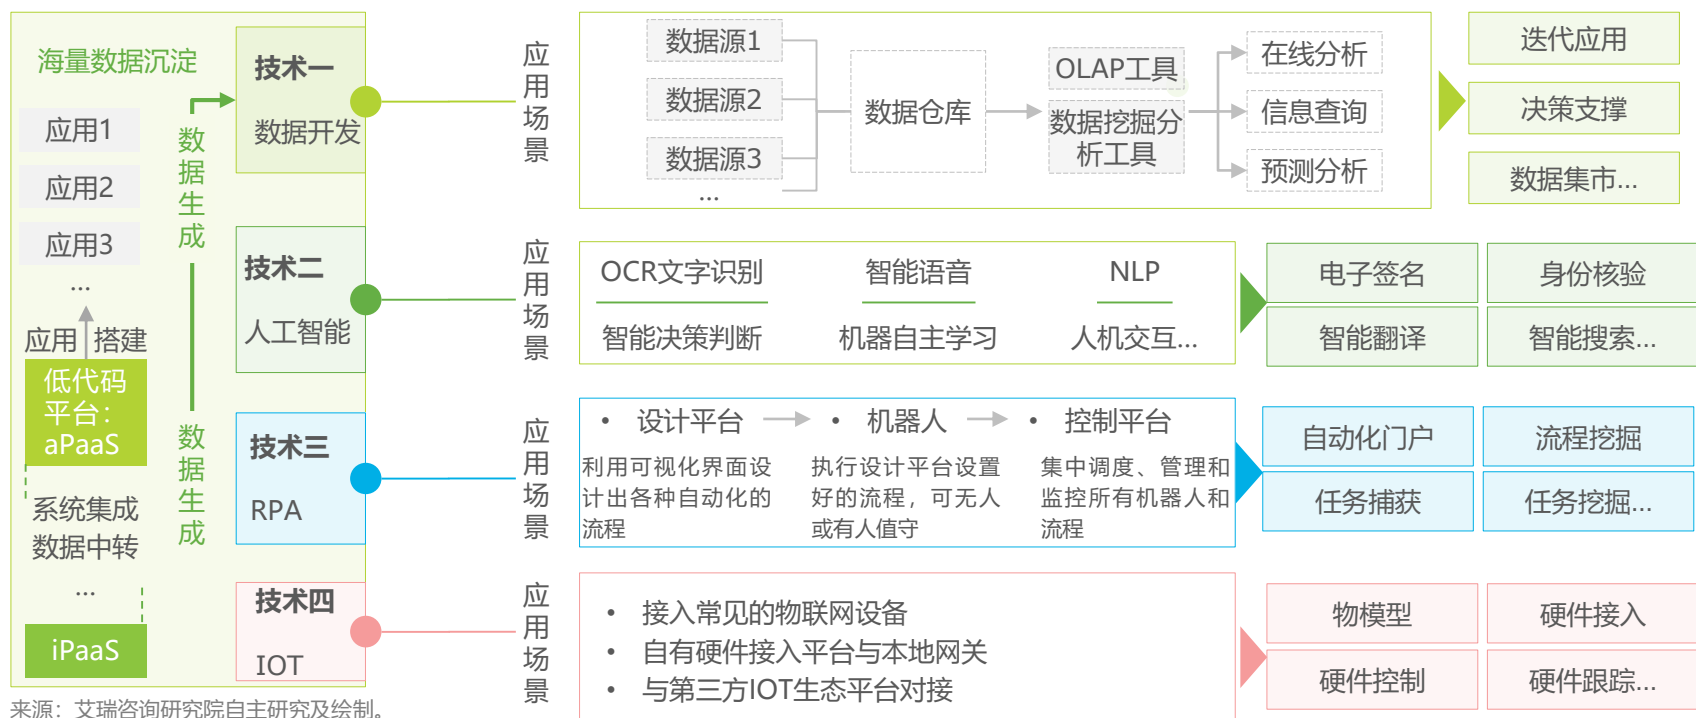 海量数据沉淀
应用1
应用2
应用3
...
应用 搭建
低代码
平台：
aPaaS
系统集成
数据中转
...
iPaaS
数据生成
数据生成
技术一
数据开发
应用场景
数据源1
数据源2
数据源3
...
数据仓库
OLAP工具
数据挖掘分
析工具
在线分析
信息查询
预测分析
迭代应用
决策支撑
数据集市...
技术二
人工智能
应用场景
OCR文字识别
智能语音
NLP
智能决策判断
机器自主学习
人机交互...
电子签名
身份核验
智能翻译
智能搜索...
技术三
RPA
应用场景
• 设计平台
利用可视化界面设
计出各种自动化的
流程
• 机器人
执行设计平台设置
好的流程，可无人
或有人值守
• 控制平台
集中调度、管理和
监控所有机器人和
流程
自动化门户
流程挖掘
任务捕获
任务挖掘...
技术四
IOT
应用场景
• 接入常见的物联网设备
• 自有硬件接入平台与本地网关
• 与第三方IOT生态平台对接
物模型
硬件接入
硬件控制
硬件跟踪...
来源：艾瑞咨询研究院自主研究及绘制。